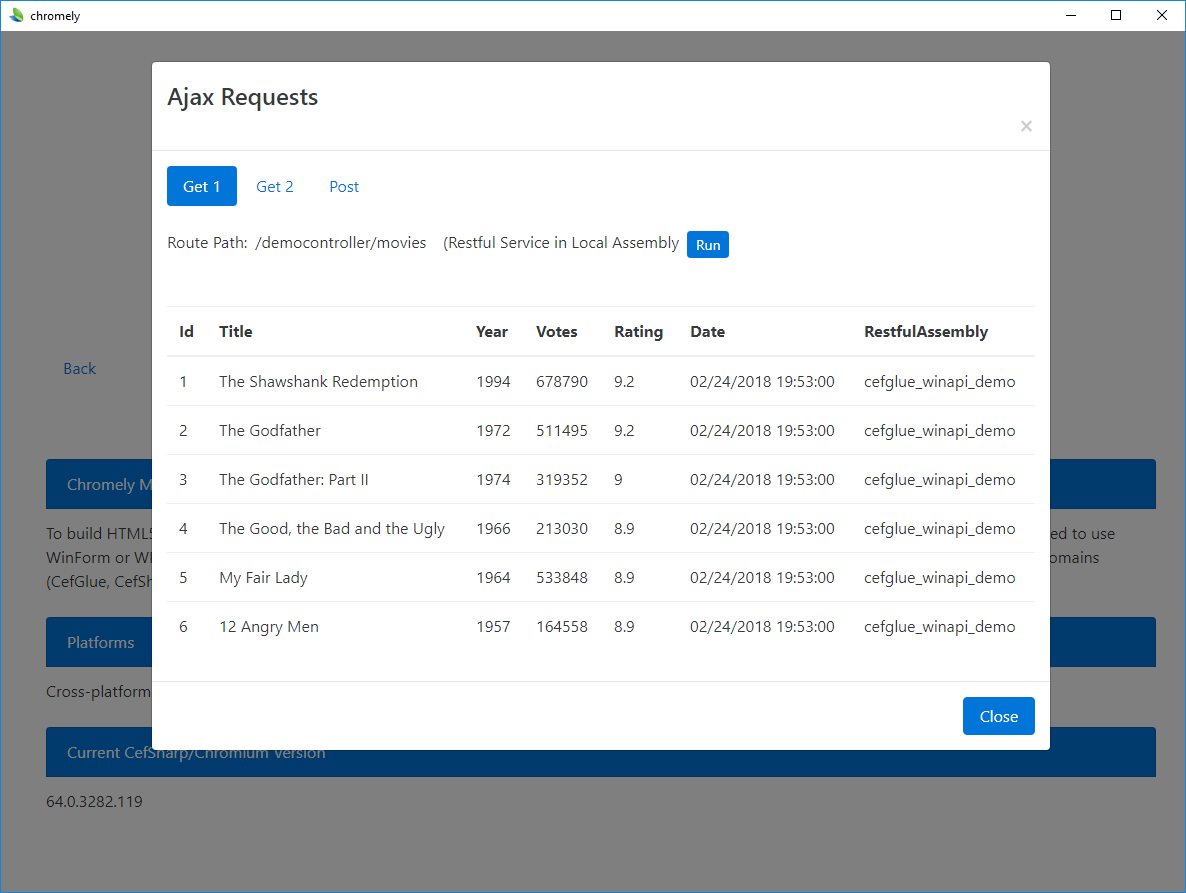 chromely
Ajax Requests
×
Get 1 Get 2 Post
Route Path: /democontroller/movies (Restful Service in Local Assembly Run
Id Title Year Votes Rating Date RestfulAssembly
1 The Shawshank Redemption 1994 678790 9.2 02/24/2018 19:53:00 cefglue_winapi_demo
2 The Godfather 1972 511495 9.2 02/24/2018 19:53:00 cefglue_winapi_demo
3 The Godfather: Part II 1974 319352 9 02/24/2018 19:53:00 cefglue_winapi_demo
4 The Good, the Bad and the Ugly 1966 213030 8.9 02/24/2018 19:53:00 cefglue_winapi_demo
5 My Fair Lady 1964 533848 8.9 02/24/2018 19:53:00 cefglue_winapi_demo
6 12 Angry Men 1957 164558 8.9 02/24/2018 19:53:00 cefglue_winapi_demo
Close
Back
Chromely M
To build HTML5 ed to use
WinForm or omains
(CefGlue,
Platforms
Cross-platform
Current CefSharp/Chromium Version
64.0.3282.119